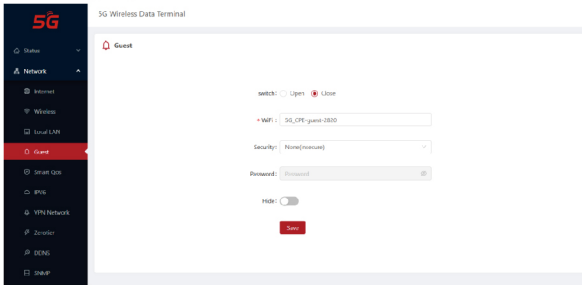 5G
5G Wireless Data Terminal
Status
Network
Internet
Wireless
Local LAN
Guest
Smart Qos
IPV6
VPN Network
Zerotier
DDNS
SNMP
Guest
switch: Open Close
* WiFi : 5G_CPE-guest-2860
Security: None(insecure)
Password: Password
Hide:
Save